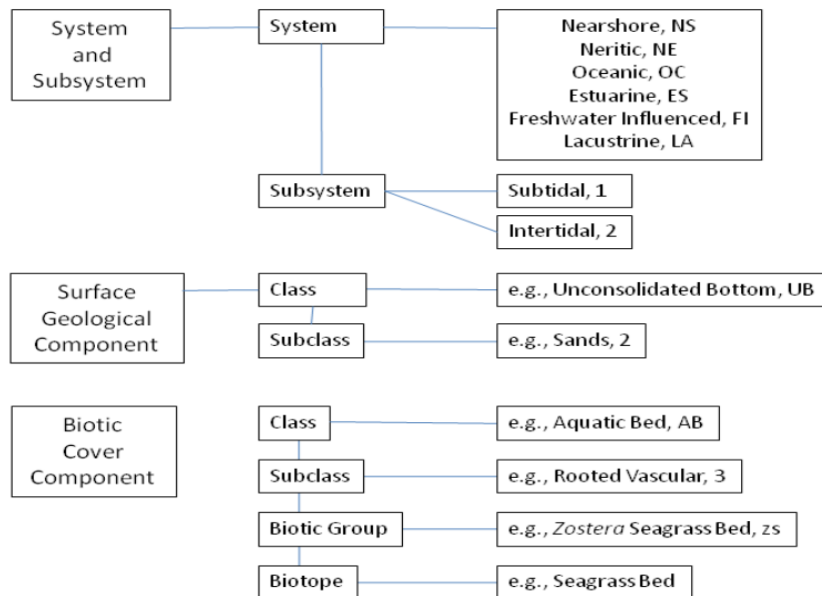 System
and
Subsystem
System
Nearshore, NS
Neritic, NE
Oceanic, OC
Estuarine, ES
Freshwater Influenced, FI
Lacustrine, LA
Subsystem
Subtidal, 1
Intertidal, 2
Surface
Geological
Component
Class
e.g., Unconsolidated Bottom, UB
Subclass
e.g., Sands, 2
Biotic
Cover
Component
Class
e.g., Aquatic Bed, AB
Subclass
e.g., Rooted Vascular, 3
Biotic Group
e.g., Zostera Seagrass Bed, zs
Biotope
e.g., Seagrass Bed